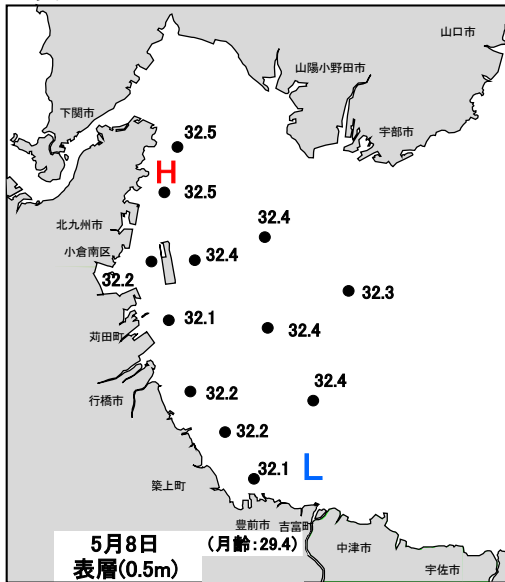 山口市
山陽小野田市
下関市
宇部市
32.5
H
32.5
北九州市
32.4
小倉南区
32.4
32.2
32.3
32.1
32.4
苅田町
32.2
32.4
行橋市
32.2
L
32.1
築上町
豊前市
吉富町
5月8日
(月齢:29.4)
中津市
表層(0.5m)
宇佐市